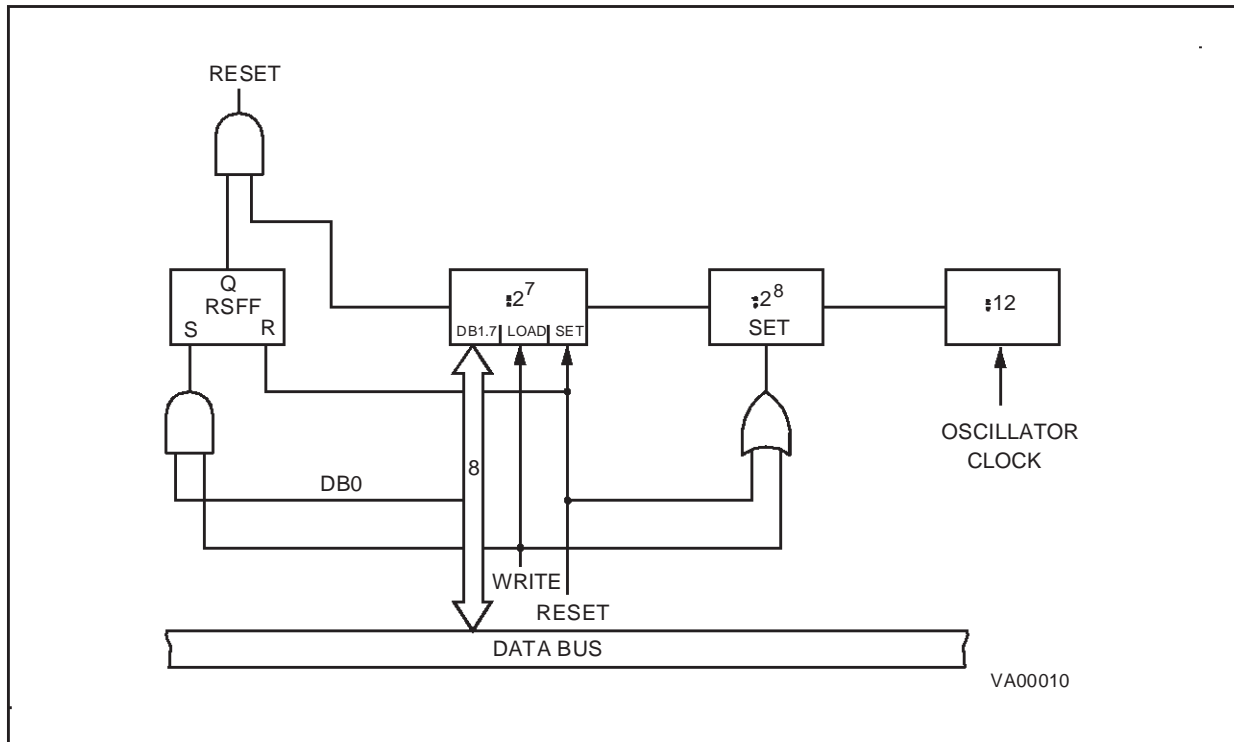 RESET
Q
RSFF
S R
:2⁷
DB1.7 LOAD SET
:2⁸
SET
:12
OSCILLATOR
CLOCK
8
DB0
WRITE
RESET
DATA BUS
VA00010